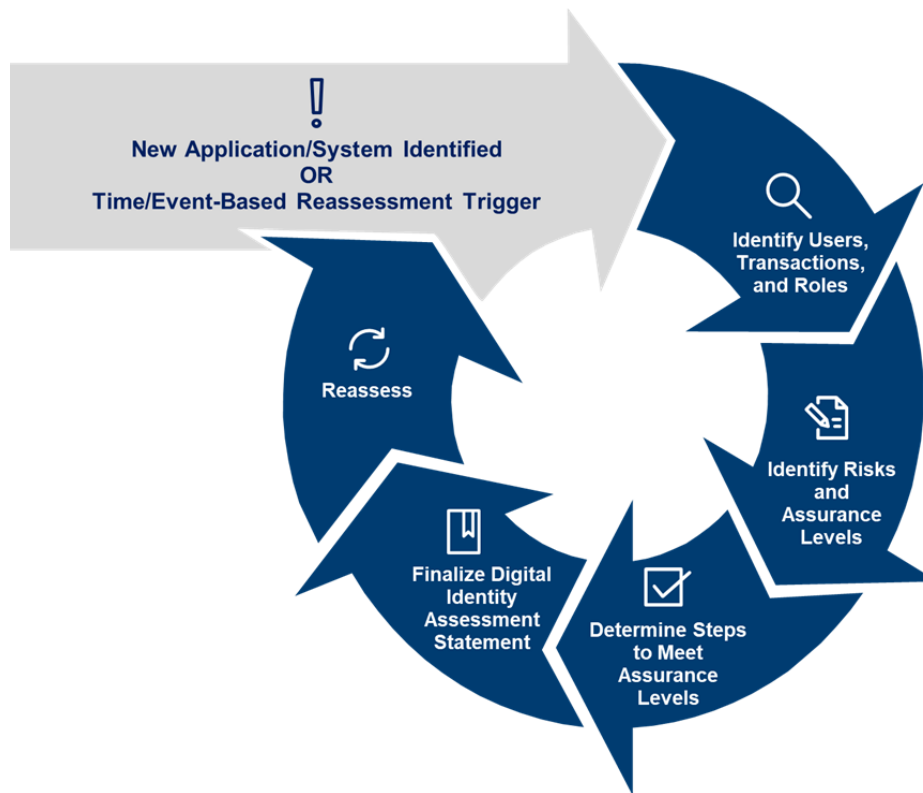 New Application/System Identified
OR
Time/Event-Based Reassessment Trigger
Identify Users,
Transactions,
and Roles
Identify Risks
and
Assurance
Levels
Determine Steps
to Meet
Assurance
Levels
Finalize Digital
Identity
Assessment
Statement
Reassess